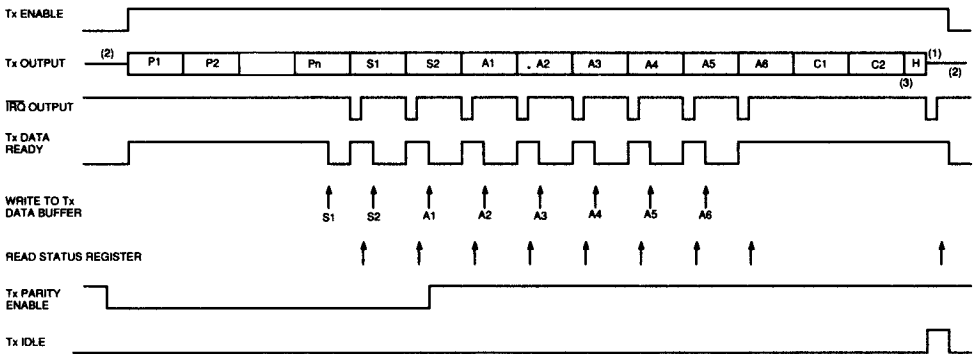 Tx ENABLE
(2) (1)
Tx OUTPUT P1 P2 Pn S1 S2 A1 A2 A3 A4 A5 A6 C1 C2 H
(3) (2)
IRQ OUTPUT
Tx DATA
READY
WRITE TO Tx
DATA BUFFER
S1 S2 A1 A2 A3 A4 A5 A6
READ STATUS REGISTER
Tx PARITY
ENABLE
Tx IDLE